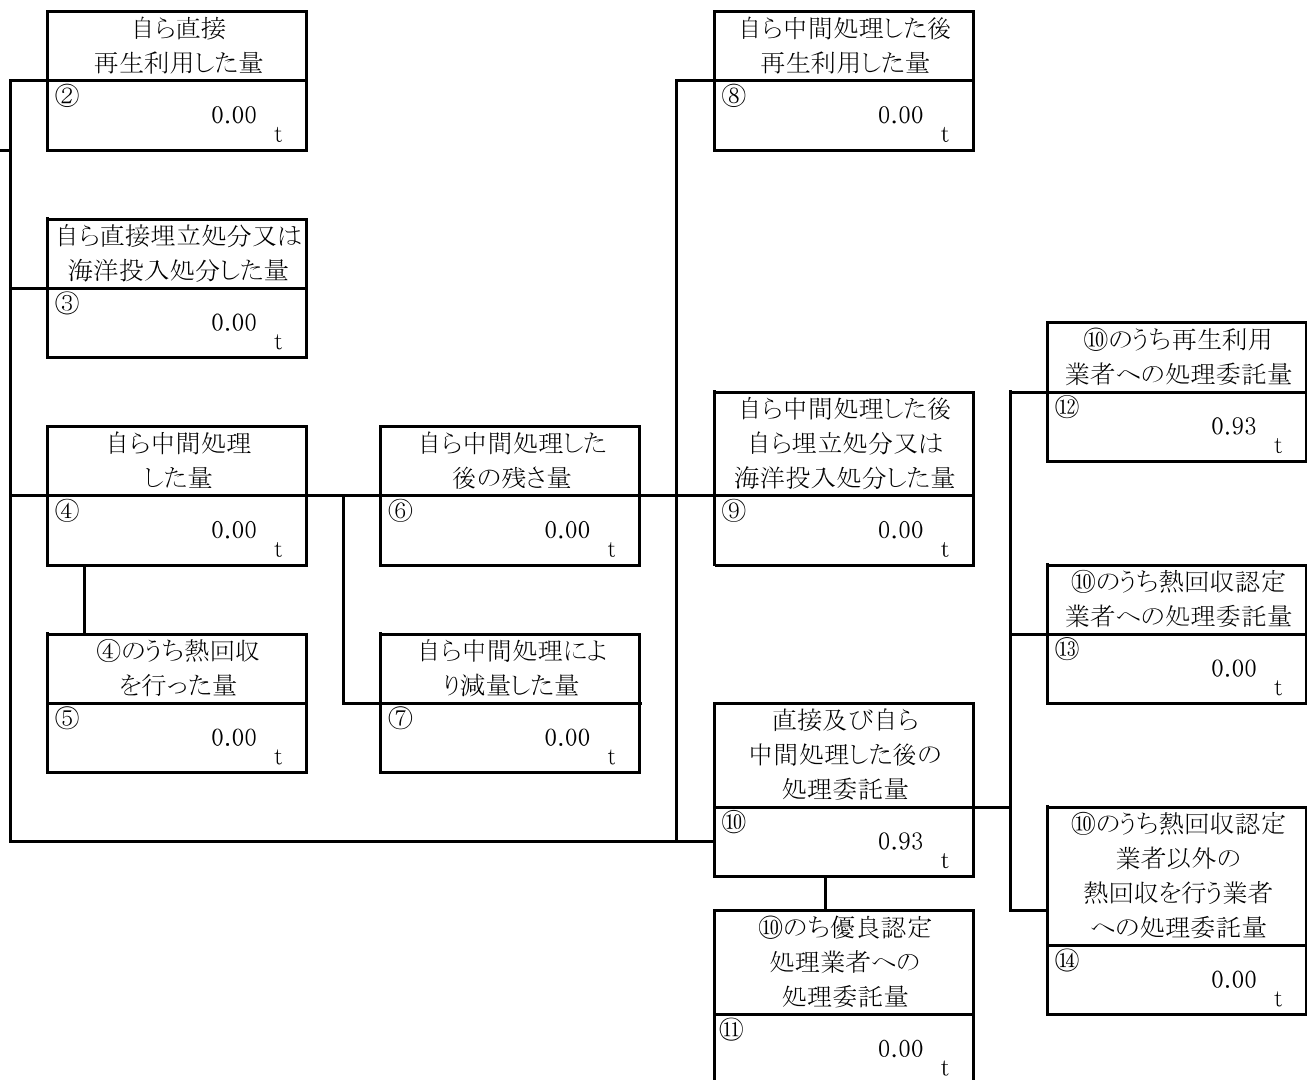 自ら直接
再生利用した量
②
0.00
t
自ら直接埋立処分又は
海洋投入処分した量
③
0.00
t
自ら中間処理
した量
④
0.00
t
④のうち熱回収
を行った量
⑤
0.00
t
自ら中間処理した
後の残さ量
⑥
0.00
t
自ら中間処理によ
り減量した量
⑦
0.00
t
自ら中間処理した後
再生利用した量
⑧
0.00
t
自ら中間処理した後
自ら埋立処分又は
海洋投入処分した量
⑨
0.00
t
直接及び自ら
中間処理した後の
処理委託量
⑩
0.93
t
⑩のち優良認定
処理業者への
処理委託量
⑪
0.00
t
⑩のうち再生利用
業者への処理委託量
⑫
0.93
t
⑩のうち熱回収認定
業者への処理委託量
⑬
0.00
t
⑩のうち熱回収認定
業者以外の
熱回収を行う業者
への処理委託量
⑭
0.00
t